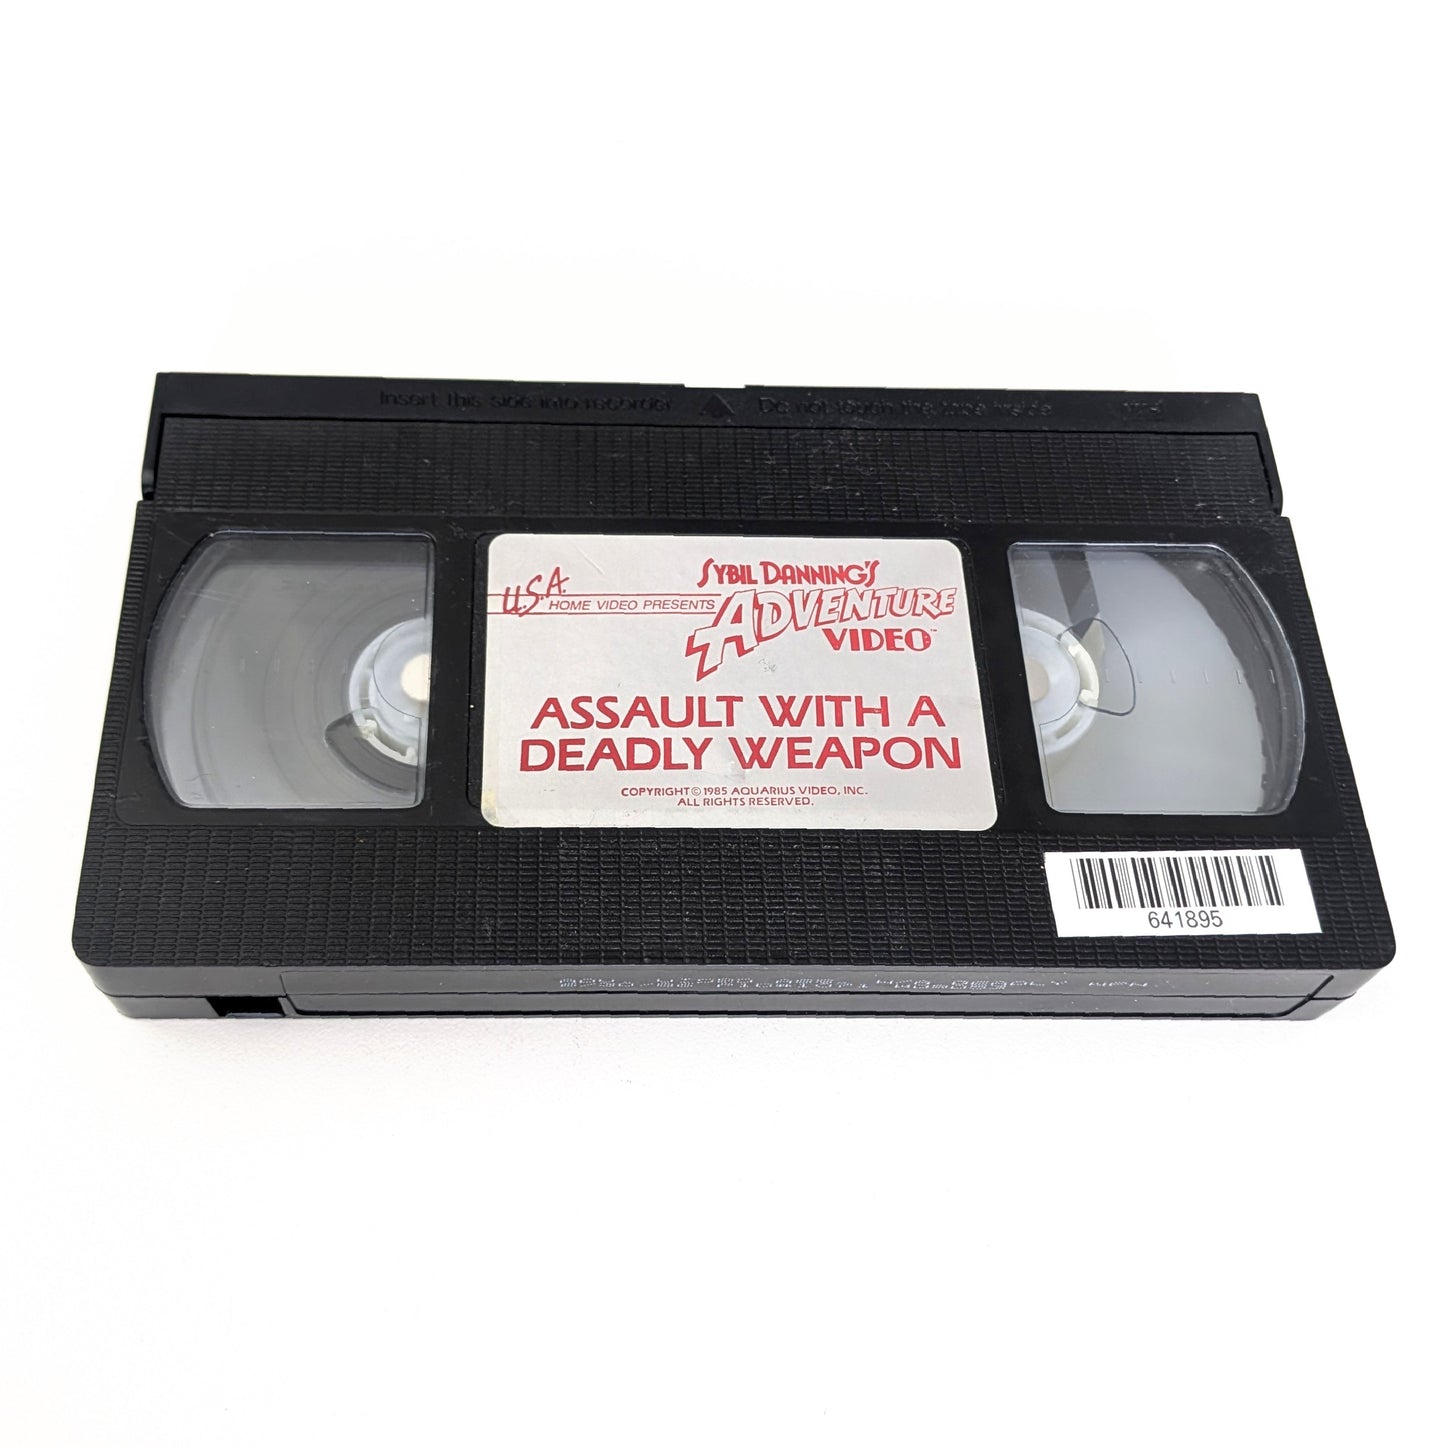 Insert this side into recorder Do not touch the tape inside
U.S.A.
HOME VIDEO PRESENTS
SYBIL DANNING'S
ADVENTURE
VIDEO™
ASSAULT WITH A
DEADLY WEAPON
COPYRIGHT © 1985 AQUARIUS VIDEO, INC.
ALL RIGHTS RESERVED.
641895